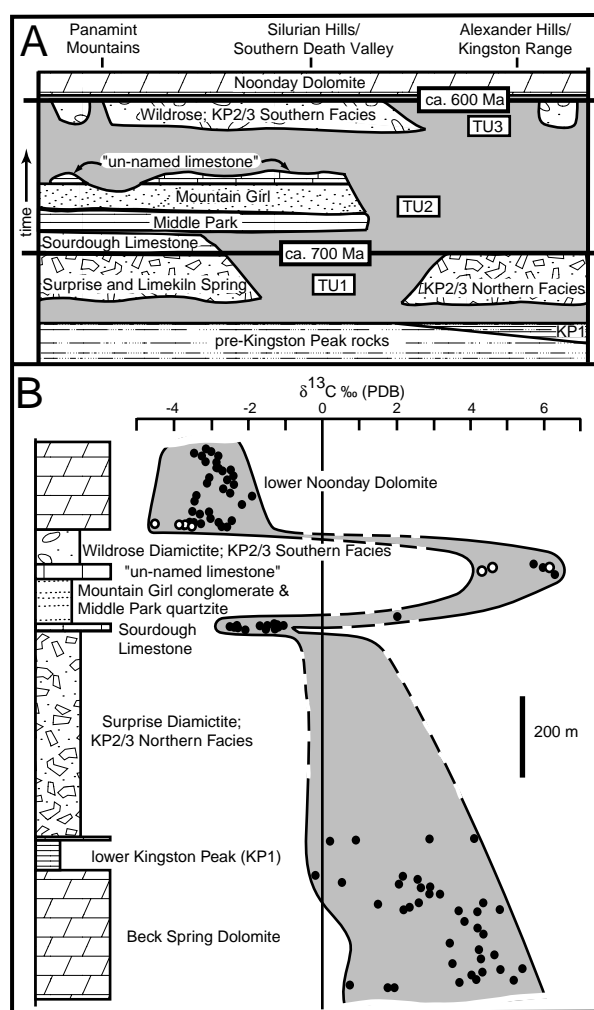 A
Panamint
Mountains
Silurian Hills/
Southern Death Valley
Alexander Hills/
Kingston Range
Noonday Dolomite
ca. 600 Ma
Wildrose; KP2/3 Southern Facies
TU3
"un-named limestone"
Mountain Girl
TU2
Middle Park
Sourdough Limestone
ca. 700 Ma
Surprise and Limekiln Spring
TU1
KP2/3 Northern Facies
KP1
pre-Kingston Peak rocks
time
B
δ13C ‰ (PDB)
-4 -2 0 2 4 6
lower Noonday Dolomite
Wildrose Diamictite; KP2/3 Southern Facies
"un-named limestone"
Mountain Girl conglomerate &
Middle Park quartzite
Sourdough
Limestone
Surprise Diamictite;
KP2/3 Northern Facies
200 m
lower Kingston Peak (KP1)
Beck Spring Dolomite